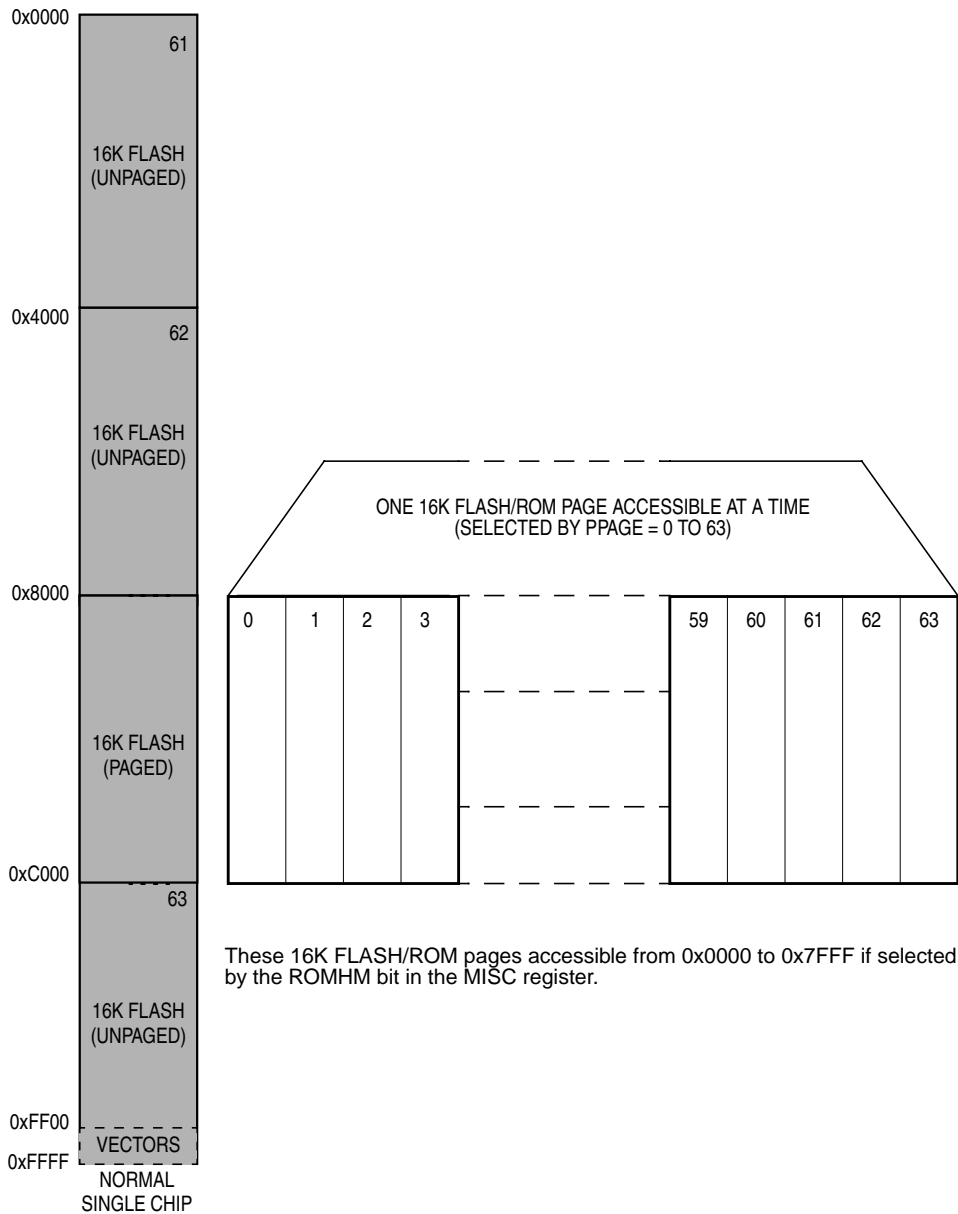 0x0000
61
16K FLASH
(UNPAGED)
0x4000
62
16K FLASH
(UNPAGED)
ONE 16K FLASH/ROM PAGE ACCESSIBLE AT A TIME
(SELECTED BY PPAGE = 0 TO 63)
0x8000
0 1 2 3 59 60 61 62 63
16K FLASH
(PAGED)
0xC000
63
These 16K FLASH/ROM pages accessible from 0x0000 to 0x7FFF if selected
by the ROMHM bit in the MISC register.
16K FLASH
(UNPAGED)
0xFF00
VECTORS
0xFFFF
NORMAL
SINGLE CHIP